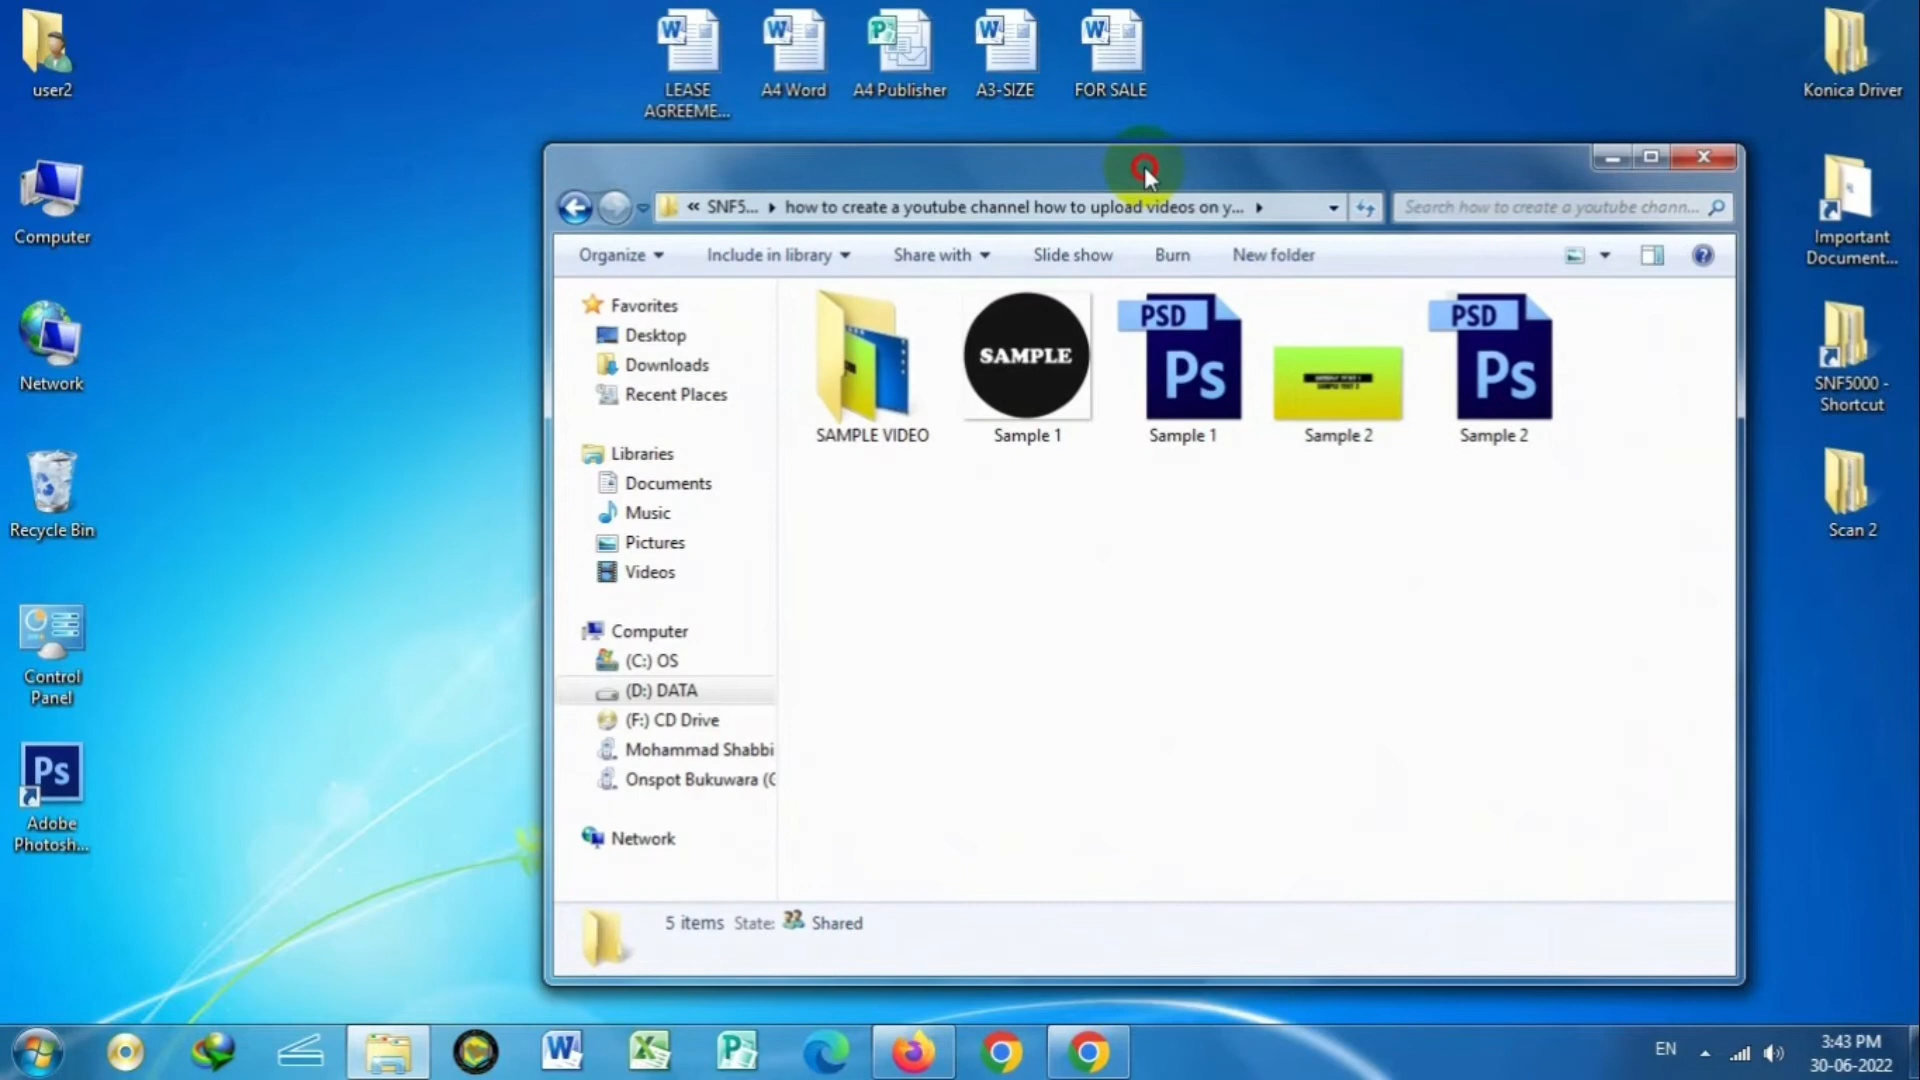 user2
Computer
Network
Recycle Bin
Control
Panel
Ps
Adobe
Photosh...
LEASE
AGREEME...
A4 Word
A4 Publisher
A3-SIZE
FOR SALE
Konica Driver
Important
Document...
SNF5000 -
Shortcut
Scan 2
« SNF5... how to create a youtube channel how to upload videos on y...
Search how to create a youtube chann...
Organize Include in library Share with Slide show Burn New folder
Favorites
Desktop
Downloads
Recent Places
Libraries
Documents
Music
Pictures
Videos
Computer
(C:) OS
(D:) DATA
(F:) CD Drive
Mohammad Shabbi
Onspot Bukuwara (
Network
SAMPLE VIDEO
SAMPLE
Sample 1
PSD
Ps
Sample 1
Sample 2
PSD
Ps
Sample 2
5 items State: Shared
EN
3:43 PM
30-06-2022